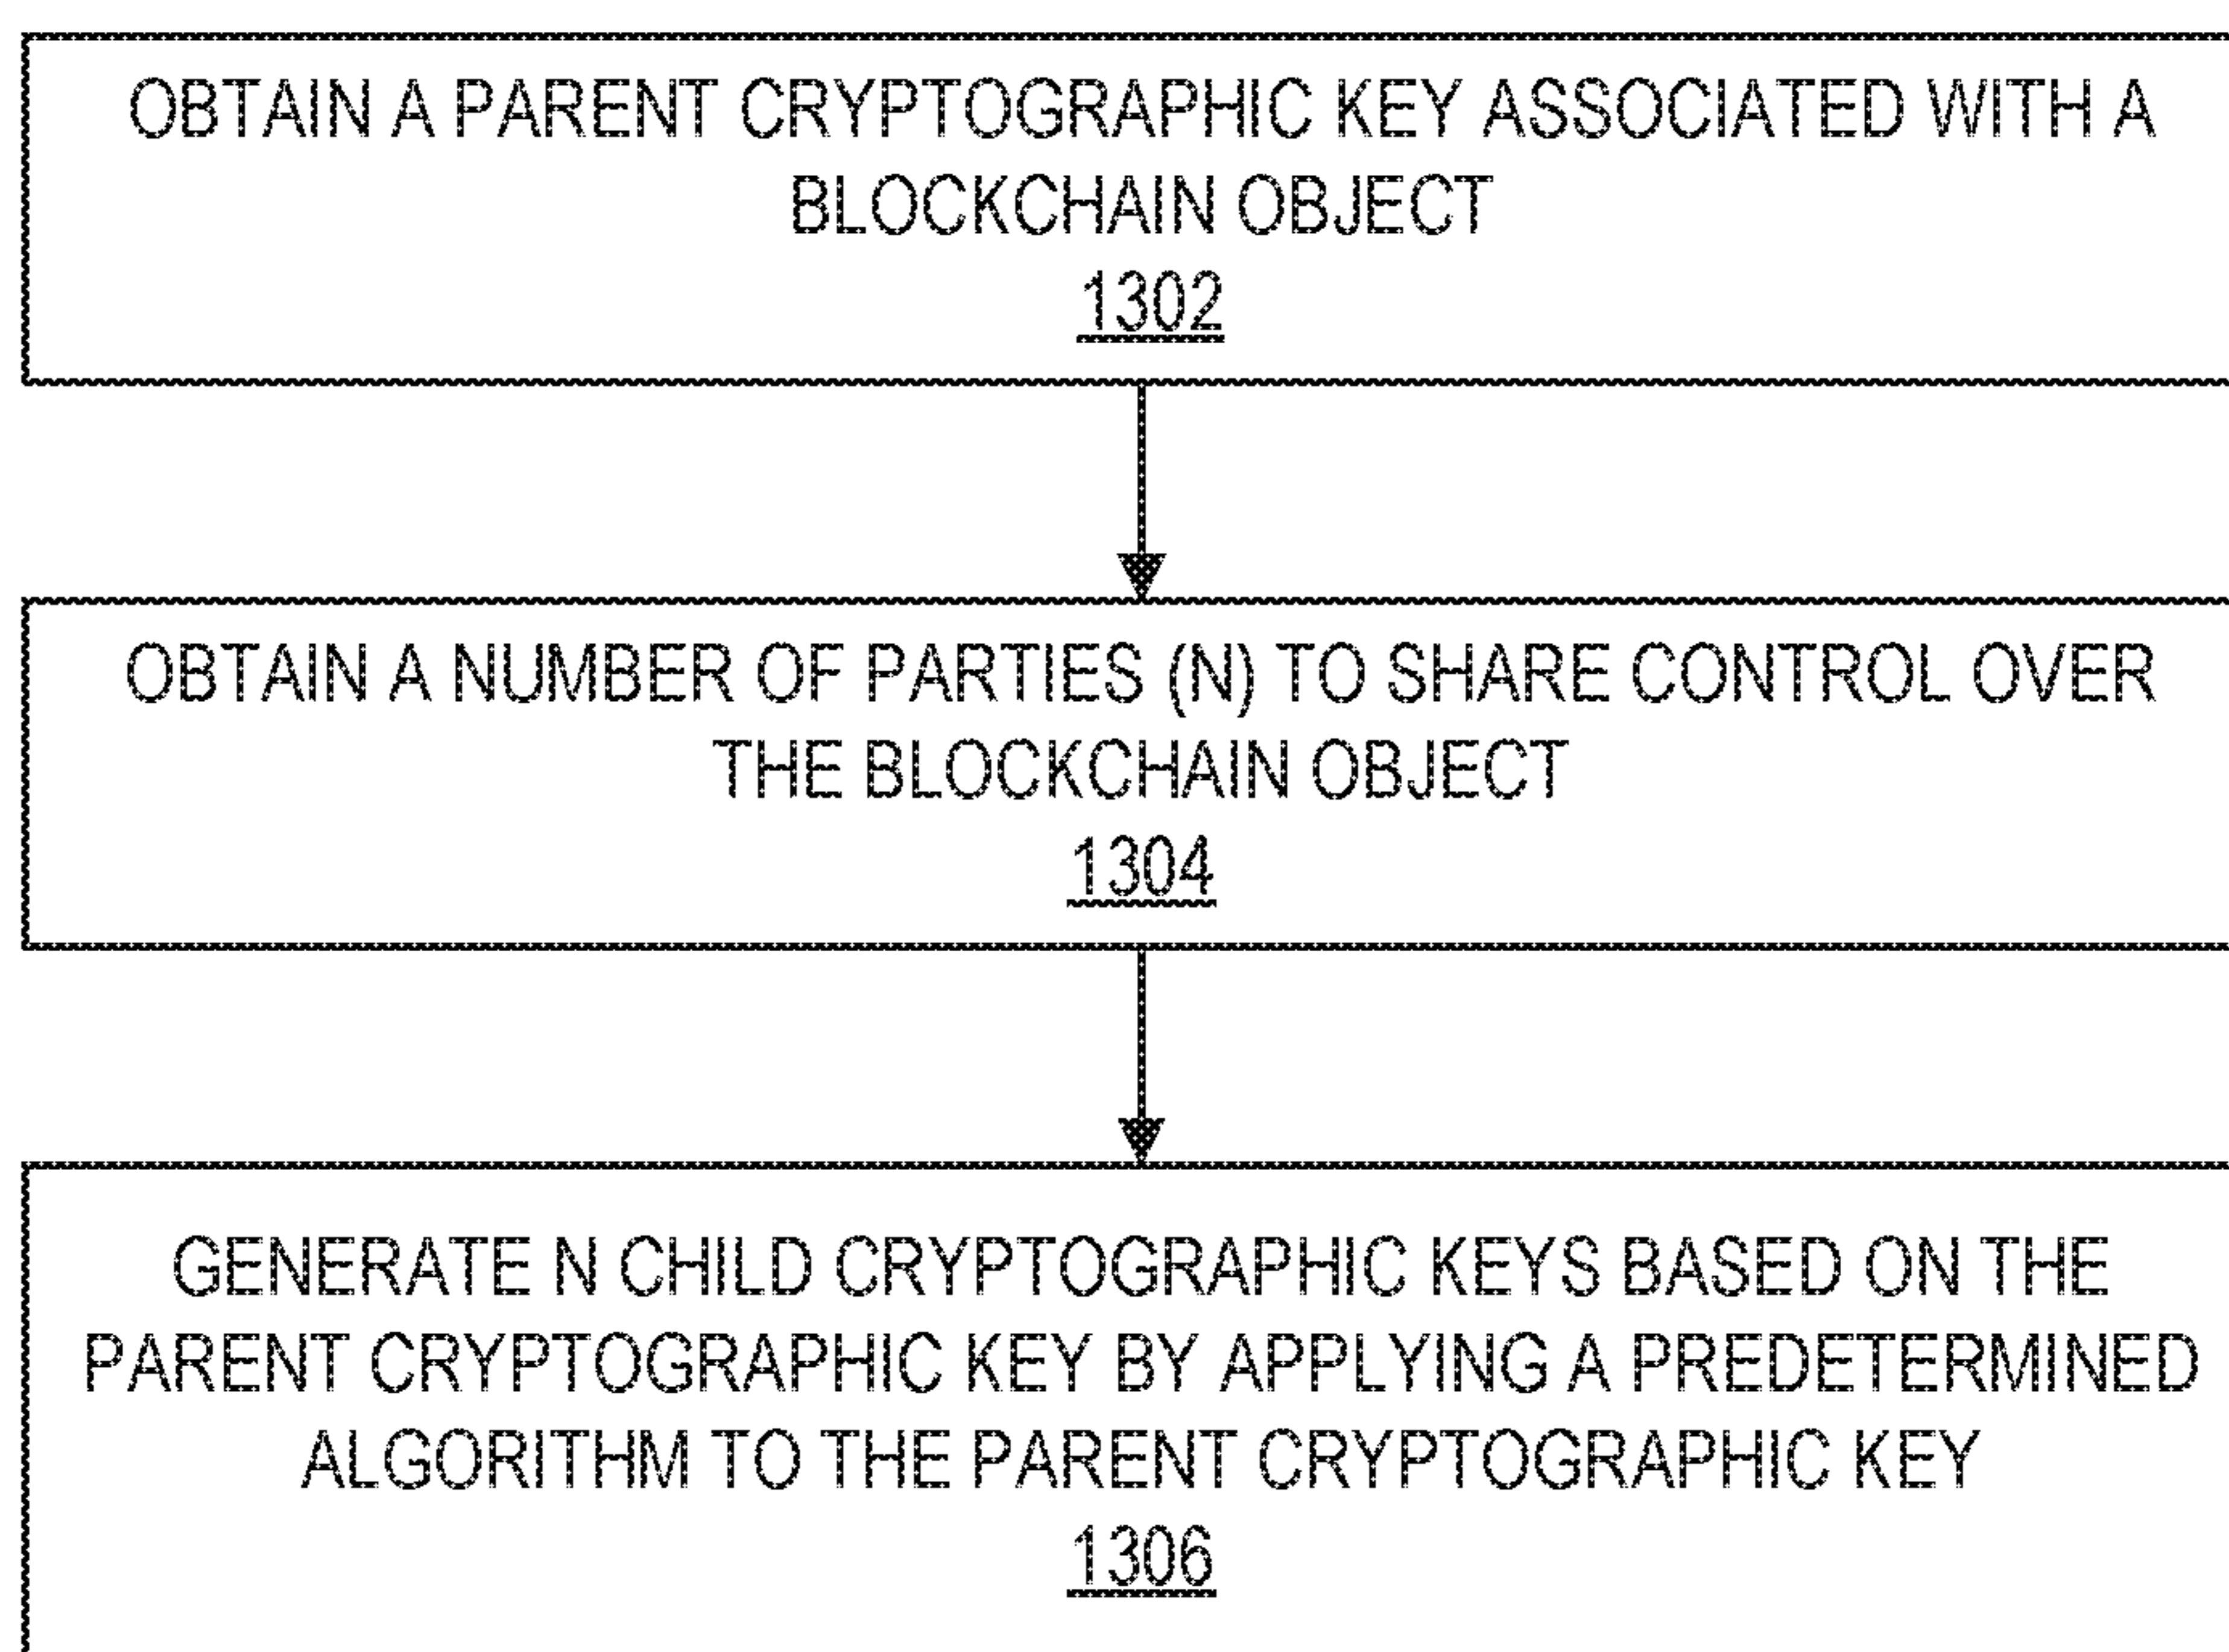 OBTAIN A PARENT CRYPTOGRAPHIC KEY ASSOCIATED WITH A
BLOCKCHAIN OBJECT
1302
OBTAIN A NUMBER OF PARTIES (N) TO SHARE CONTROL OVER
THE BLOCKCHAIN OBJECT
1304
GENERATE N CHILD CRYPTOGRAPHIC KEYS BASED ON THE
PARENT CRYPTOGRAPHIC KEY BY APPLYING A PREDETERMINED
ALGORITHM TO THE PARENT CRYPTOGRAPHIC KEY
1306